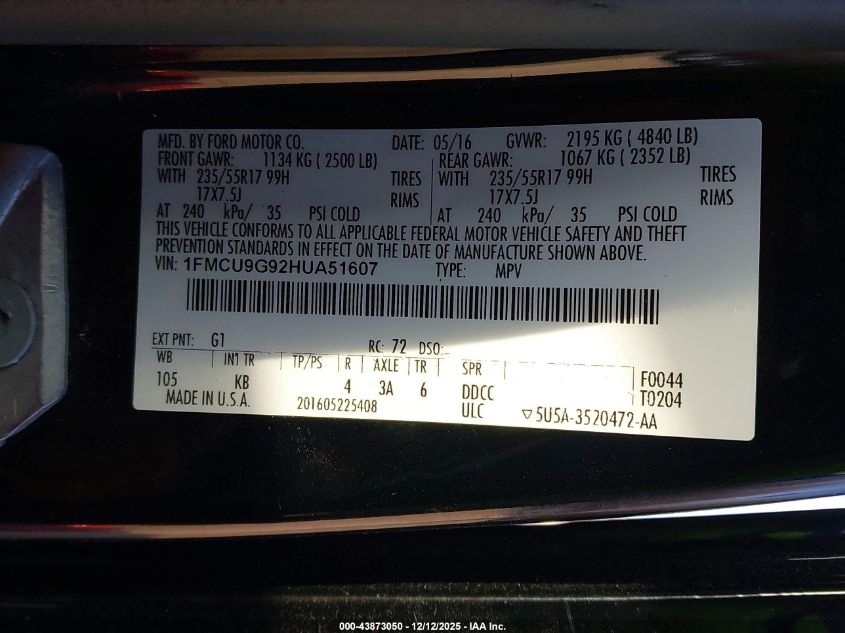 MFD. BY FORD MOTOR CO. DATE: 05/16 GVWR: 2195 KG ( 4840 LB)
FRONT GAWR: 1134 KG ( 2500 LB) REAR GAWR: 1067 KG ( 2352 LB)
WITH 235/55R17 99H TIRES WITH 235/55R17 99H TIRES
17X7.5J RIMS 17X7.5J RIMS
AT 240 kPa/ 35 PSI COLD AT 240 kPa/ 35 PSI COLD
THIS VEHICLE CONFORMS TO ALL APPLICABLE FEDERAL MOTOR VEHICLE SAFETY AND THEFT
PREVENTION STANDARDS IN EFFECT ON THE DATE OF MANUFACTURE SHOWN ABOVE.
VIN: 1FMCU9G92HUA51607 TYPE: MPV
EXT PNT: G1 RC: 72 DSO:
WB INT TR TP/PS R AXLE TR SPR
105 KB 4 3A 6 DDCC F0044
MADE IN U.S.A. 201605225408 ULC T0204
▽5U5A-3520472-AA
000-43873050 - 12/12/2025 - IAA Inc.